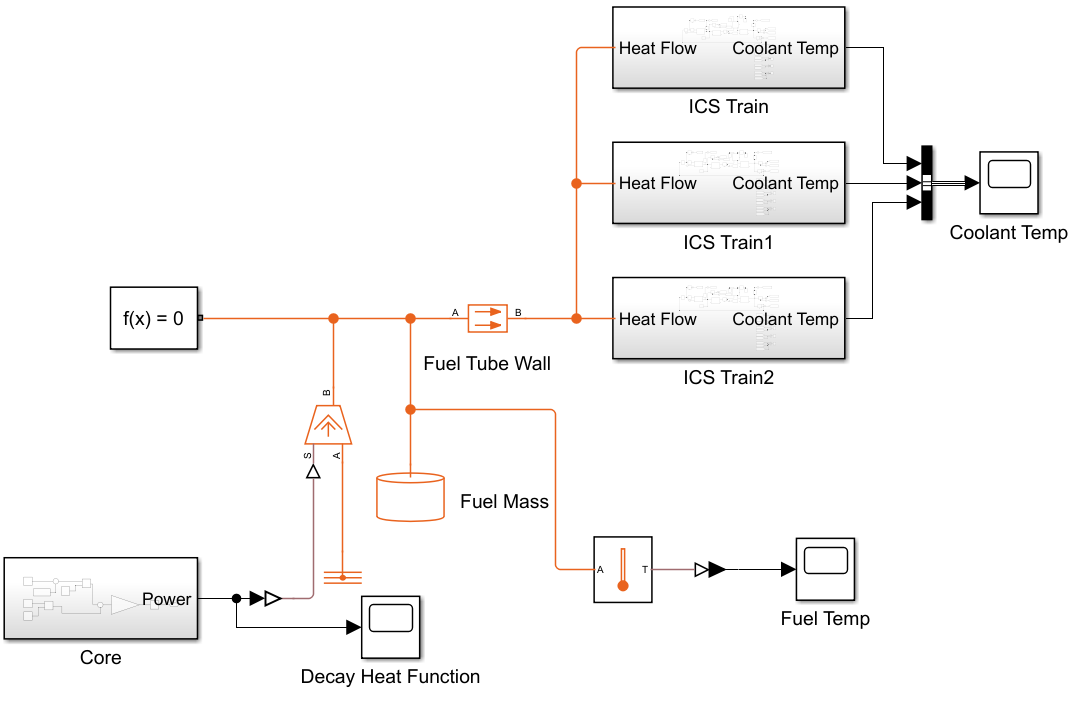 Heat Flow Coolant Temp
ICS Train
Heat Flow Coolant Temp
ICS Train1
Coolant Temp
Heat Flow Coolant Temp
ICS Train2
f(x) = 0
A B
Fuel Tube Wall
B
S A
Fuel Mass
A T
Fuel Temp
Power
Core
Decay Heat Function